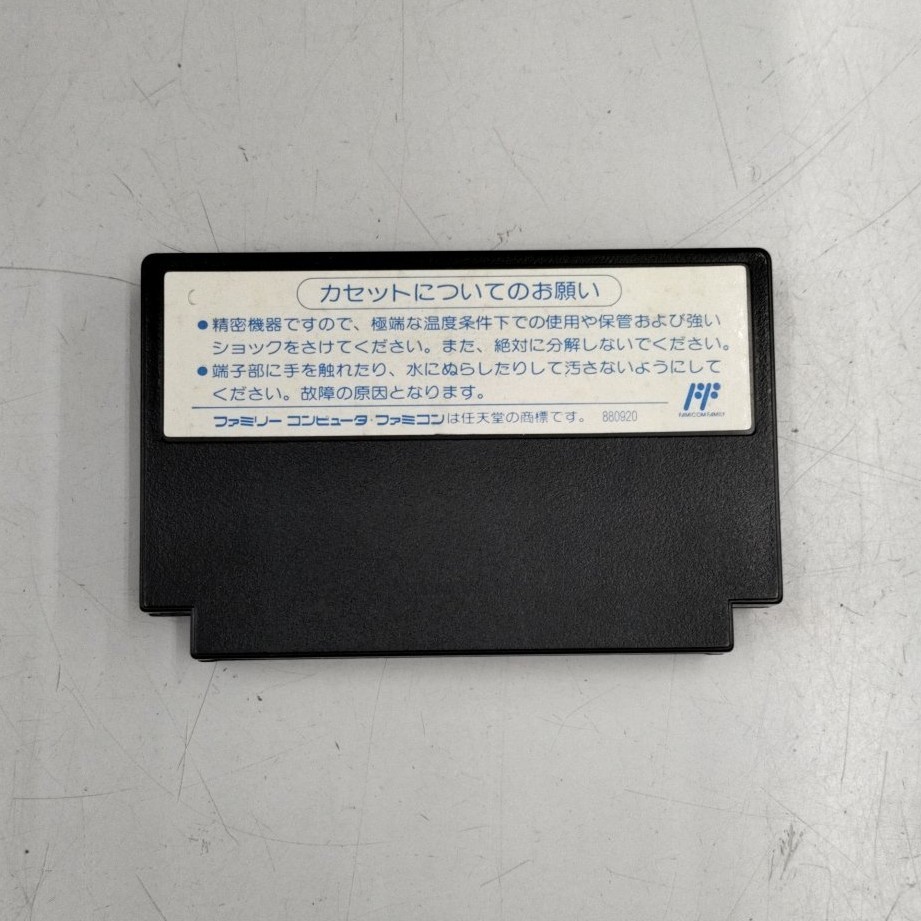 カセットについてのお願い
●精密機器ですので、極端な温度条件下での使用や保管および強い
ショックをさけてください。また、絶対に分解しないでください。
●端子部に手を触れたり、水にぬらしたりして汚さないようにして
ください。故障の原因となります。
FAMICOM FAMILY
ファミリー コンピュータ・ファミコンは任天堂の商標です。 880920